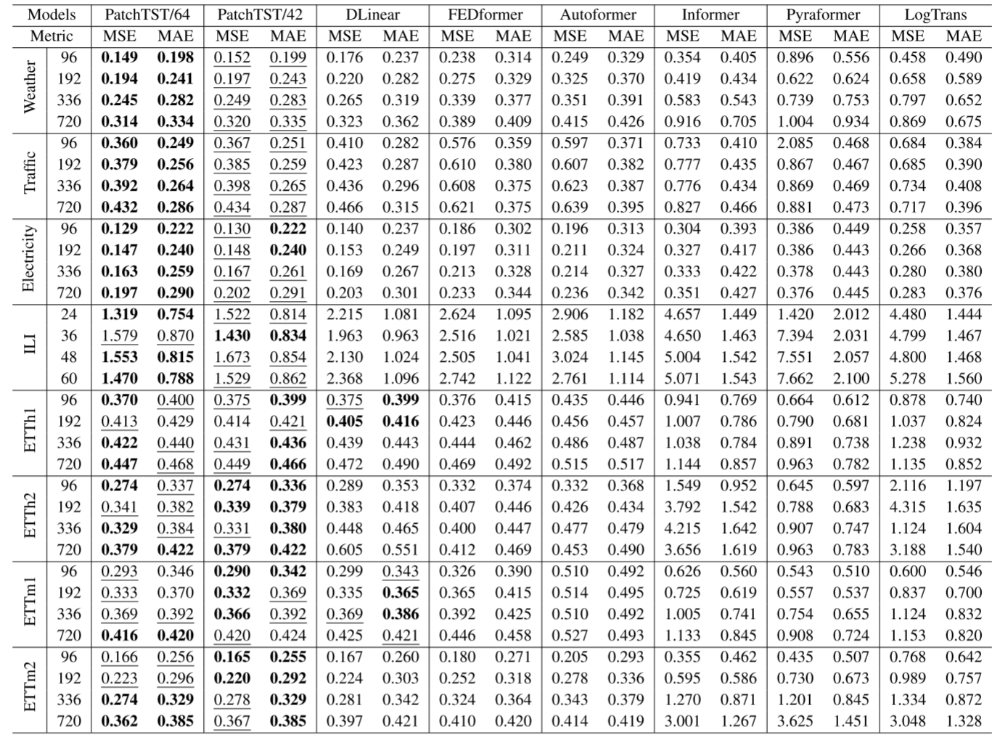 Models PatchTST/64 PatchTST/42 DLinear FEDformer Autoformer Informer Pyraformer LogTrans
Metric MSE MAE MSE MAE MSE MAE MSE MAE MSE MAE MSE MAE MSE MAE MSE MAE
Weather
96 0.149 0.198 0.152 0.199 0.176 0.237 0.238 0.314 0.249 0.329 0.354 0.405 0.896 0.556 0.458 0.490
192 0.194 0.241 0.197 0.243 0.220 0.282 0.275 0.329 0.325 0.370 0.419 0.434 0.622 0.624 0.658 0.589
336 0.245 0.282 0.249 0.283 0.265 0.319 0.339 0.377 0.351 0.391 0.583 0.543 0.739 0.753 0.797 0.652
720 0.314 0.334 0.320 0.335 0.323 0.362 0.389 0.409 0.415 0.426 0.916 0.705 1.004 0.934 0.869 0.675
Traffic
96 0.360 0.249 0.367 0.251 0.410 0.282 0.576 0.359 0.597 0.371 0.733 0.410 2.085 0.468 0.684 0.384
192 0.379 0.256 0.385 0.259 0.423 0.287 0.610 0.380 0.607 0.382 0.777 0.435 0.867 0.467 0.685 0.390
336 0.392 0.264 0.398 0.265 0.436 0.296 0.608 0.375 0.623 0.387 0.776 0.434 0.869 0.469 0.734 0.408
720 0.432 0.286 0.434 0.287 0.466 0.315 0.621 0.375 0.639 0.395 0.827 0.466 0.881 0.473 0.717 0.396
Electricity
96 0.129 0.222 0.130 0.222 0.140 0.237 0.186 0.302 0.196 0.313 0.304 0.393 0.386 0.449 0.258 0.357
192 0.147 0.240 0.148 0.240 0.153 0.249 0.197 0.311 0.211 0.324 0.327 0.417 0.386 0.443 0.266 0.368
336 0.163 0.259 0.167 0.261 0.169 0.267 0.213 0.328 0.214 0.327 0.333 0.422 0.378 0.443 0.280 0.380
720 0.197 0.290 0.202 0.291 0.203 0.301 0.233 0.344 0.236 0.342 0.351 0.427 0.376 0.445 0.283 0.376
ILI
24 1.319 0.754 1.522 0.814 2.215 1.081 2.624 1.095 2.906 1.182 4.657 1.449 1.420 2.012 4.480 1.444
36 1.579 0.870 1.430 0.834 1.963 0.963 2.516 1.021 2.585 1.038 4.650 1.463 7.394 2.031 4.799 1.467
48 1.553 0.815 1.673 0.854 2.130 1.024 2.505 1.041 3.024 1.145 5.004 1.542 7.551 2.057 4.800 1.468
60 1.470 0.788 1.529 0.862 2.368 1.096 2.742 1.122 2.761 1.114 5.071 1.543 7.662 2.100 5.278 1.560
ETTh1
96 0.370 0.400 0.375 0.399 0.375 0.399 0.376 0.415 0.435 0.446 0.941 0.769 0.664 0.612 0.878 0.740
192 0.413 0.429 0.414 0.421 0.405 0.416 0.423 0.446 0.456 0.457 1.007 0.786 0.790 0.681 1.037 0.824
336 0.422 0.440 0.431 0.436 0.439 0.443 0.444 0.462 0.486 0.487 1.038 0.784 0.891 0.738 1.238 0.932
720 0.447 0.468 0.449 0.466 0.472 0.490 0.469 0.492 0.515 0.517 1.144 0.857 0.963 0.782 1.135 0.852
ETTh2
96 0.274 0.337 0.274 0.336 0.289 0.353 0.332 0.374 0.332 0.368 1.549 0.952 0.645 0.597 2.116 1.197
192 0.341 0.382 0.339 0.379 0.383 0.418 0.407 0.446 0.426 0.434 3.792 1.542 0.788 0.683 4.315 1.635
336 0.329 0.384 0.331 0.380 0.448 0.465 0.400 0.447 0.477 0.479 4.215 1.642 0.907 0.747 1.124 1.604
720 0.379 0.422 0.379 0.422 0.605 0.551 0.412 0.469 0.453 0.490 3.656 1.619 0.963 0.783 3.188 1.540
ETTm1
96 0.293 0.346 0.290 0.342 0.299 0.343 0.326 0.390 0.510 0.492 0.626 0.560 0.543 0.510 0.600 0.546
192 0.333 0.370 0.332 0.369 0.335 0.365 0.365 0.415 0.514 0.495 0.725 0.619 0.557 0.537 0.837 0.700
336 0.369 0.392 0.366 0.392 0.369 0.386 0.392 0.425 0.510 0.492 1.005 0.741 0.754 0.655 1.124 0.832
720 0.416 0.420 0.420 0.424 0.425 0.421 0.446 0.458 0.527 0.493 1.133 0.845 0.908 0.724 1.153 0.820
ETTm2
96 0.166 0.256 0.165 0.255 0.167 0.260 0.180 0.271 0.205 0.293 0.355 0.462 0.435 0.507 0.768 0.642
192 0.223 0.296 0.220 0.292 0.224 0.303 0.252 0.318 0.278 0.336 0.595 0.586 0.730 0.673 0.989 0.757
336 0.274 0.329 0.278 0.329 0.281 0.342 0.324 0.364 0.343 0.379 1.270 0.871 1.201 0.845 1.334 0.872
720 0.362 0.385 0.367 0.385 0.397 0.421 0.410 0.420 0.414 0.419 3.001 1.267 3.625 1.451 3.048 1.328